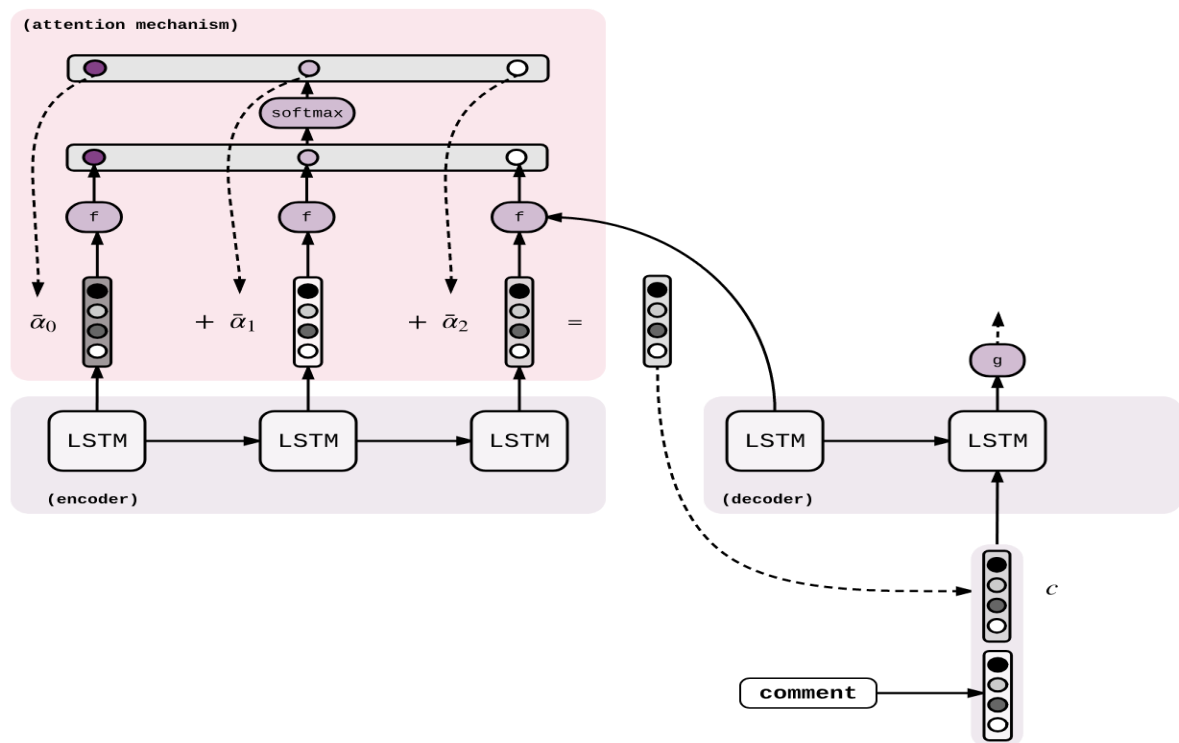 (attention mechanism)
softmax
f f f
ᾱ0 + ᾱ1 + ᾱ2 =
g
LSTM LSTM LSTM LSTM LSTM
(encoder) (decoder)
c
comment